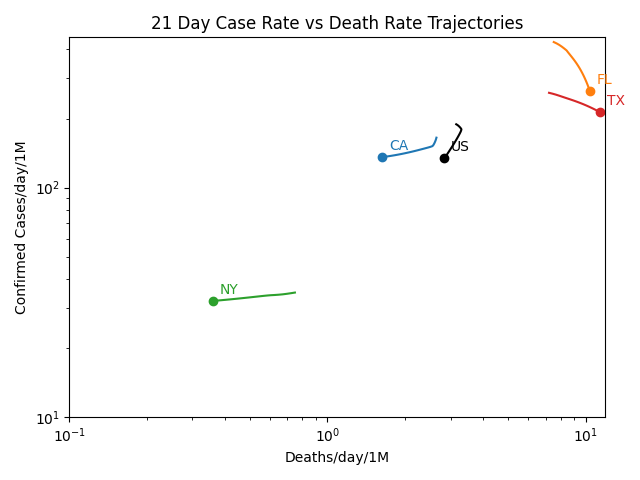 21 Day Case Rate vs Death Rate Trajectories
FL
TX
CA
US
NY
Confirmed Cases/day/1M
10²
10¹
10⁻¹
10⁰
10¹
Deaths/day/1M